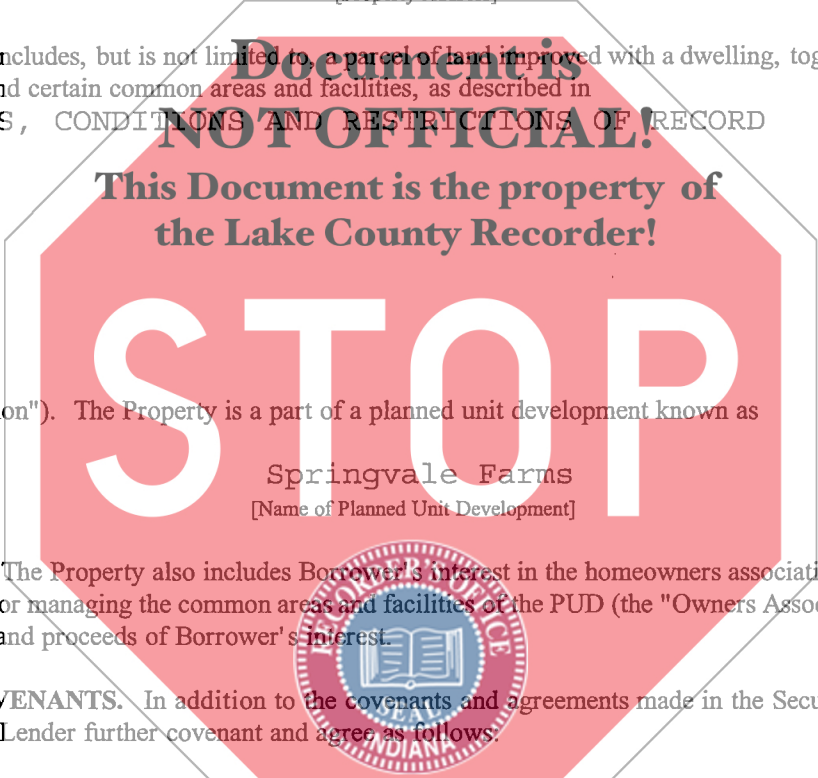 ncludes, but is not limited to, a parcel of land improved with a dwelling, tog
Document is
nd certain common areas and facilities, as described in
S, CONDITIONS AND RESTRICTIONS OF RECORD
NOT OFFICIAL!
This Document is the property of
the Lake County Recorder!
STOP
on"). The Property is a part of a planned unit development known as
Springvale Farms
[Name of Planned Unit Development]
The Property also includes Borrower's interest in the homeowners associati
or managing the common areas and facilities of the PUD (the "Owners Asso
and proceeds of Borrower's interest.
RECORDER'S OFFICE
SEAL
INDIANA
VENANTS. In addition to the covenants and agreements made in the Secu
Lender further covenant and agree as follows: